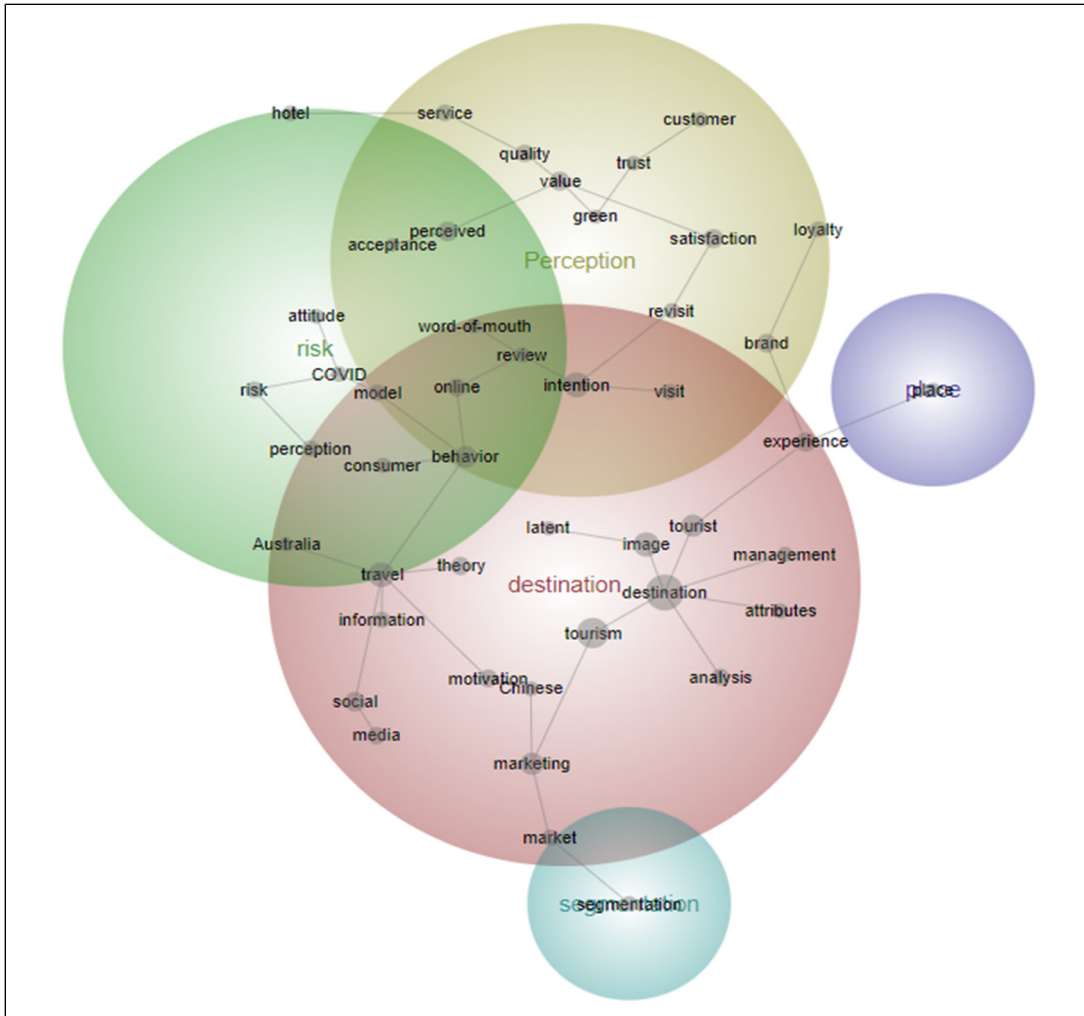 hotel
service
customer
quality
trust
value
green
perceived
loyalty
acceptance
satisfaction
Perception
revisit
attitude
word-of-mouth
risk
brand
review
COVID
online
intention
visit
risk
model
place
place
experience
perception
behavior
consumer
latent
tourist
Australia
image
management
theory
travel
destination
destination
attributes
information
tourism
motivation
analysis
Chinese
social
media
marketing
market
segmentation
segmentation